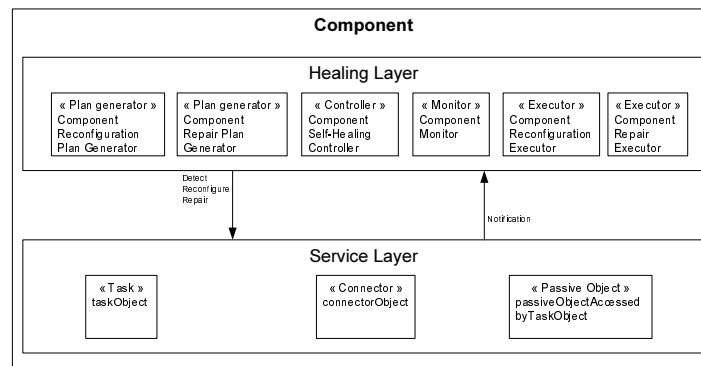 Component
Healing Layer
« Plan generator »
Component
Reconfiguration
Plan Generator
« Plan generator »
Component
Repair Plan
Generator
« Controller »
Component
Self-Healing
Controller
« Monitor »
Component
Monitor
« Executor »
Component
Reconfiguration
Executor
« Executor »
Component
Repair
Executor
Detect
Reconfigure
Repair
Notification
Service Layer
« Task »
taskObject
« Connector »
connectorObject
« Passive Object »
passiveObjectAccessed
byTaskObject